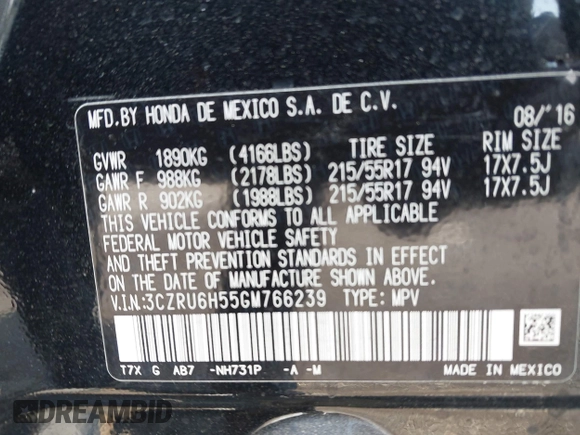 MFD.BY HONDA DE MEXICO S.A. DE C.V. 08/'16
GVWR 1890KG (4166LBS) TIRE SIZE RIM SIZE
GAWR F 988KG (2178LBS) 215/55R17 94V 17X7.5J
GAWR R 902KG (1988LBS) 215/55R17 94V 17X7.5J
THIS VEHICLE CONFORMS TO ALL APPLICABLE
FEDERAL MOTOR VEHICLE SAFETY
AND THEFT PREVENTION STANDARDS IN EFFECT
ON THE DATE OF MANUFACTURE SHOWN ABOVE.
V.I.N.:3CZRU6H55GM766239 TYPE: MPV
T7X G AB7 -NH731P -A -M MADE IN MEXICO
DREAMBID